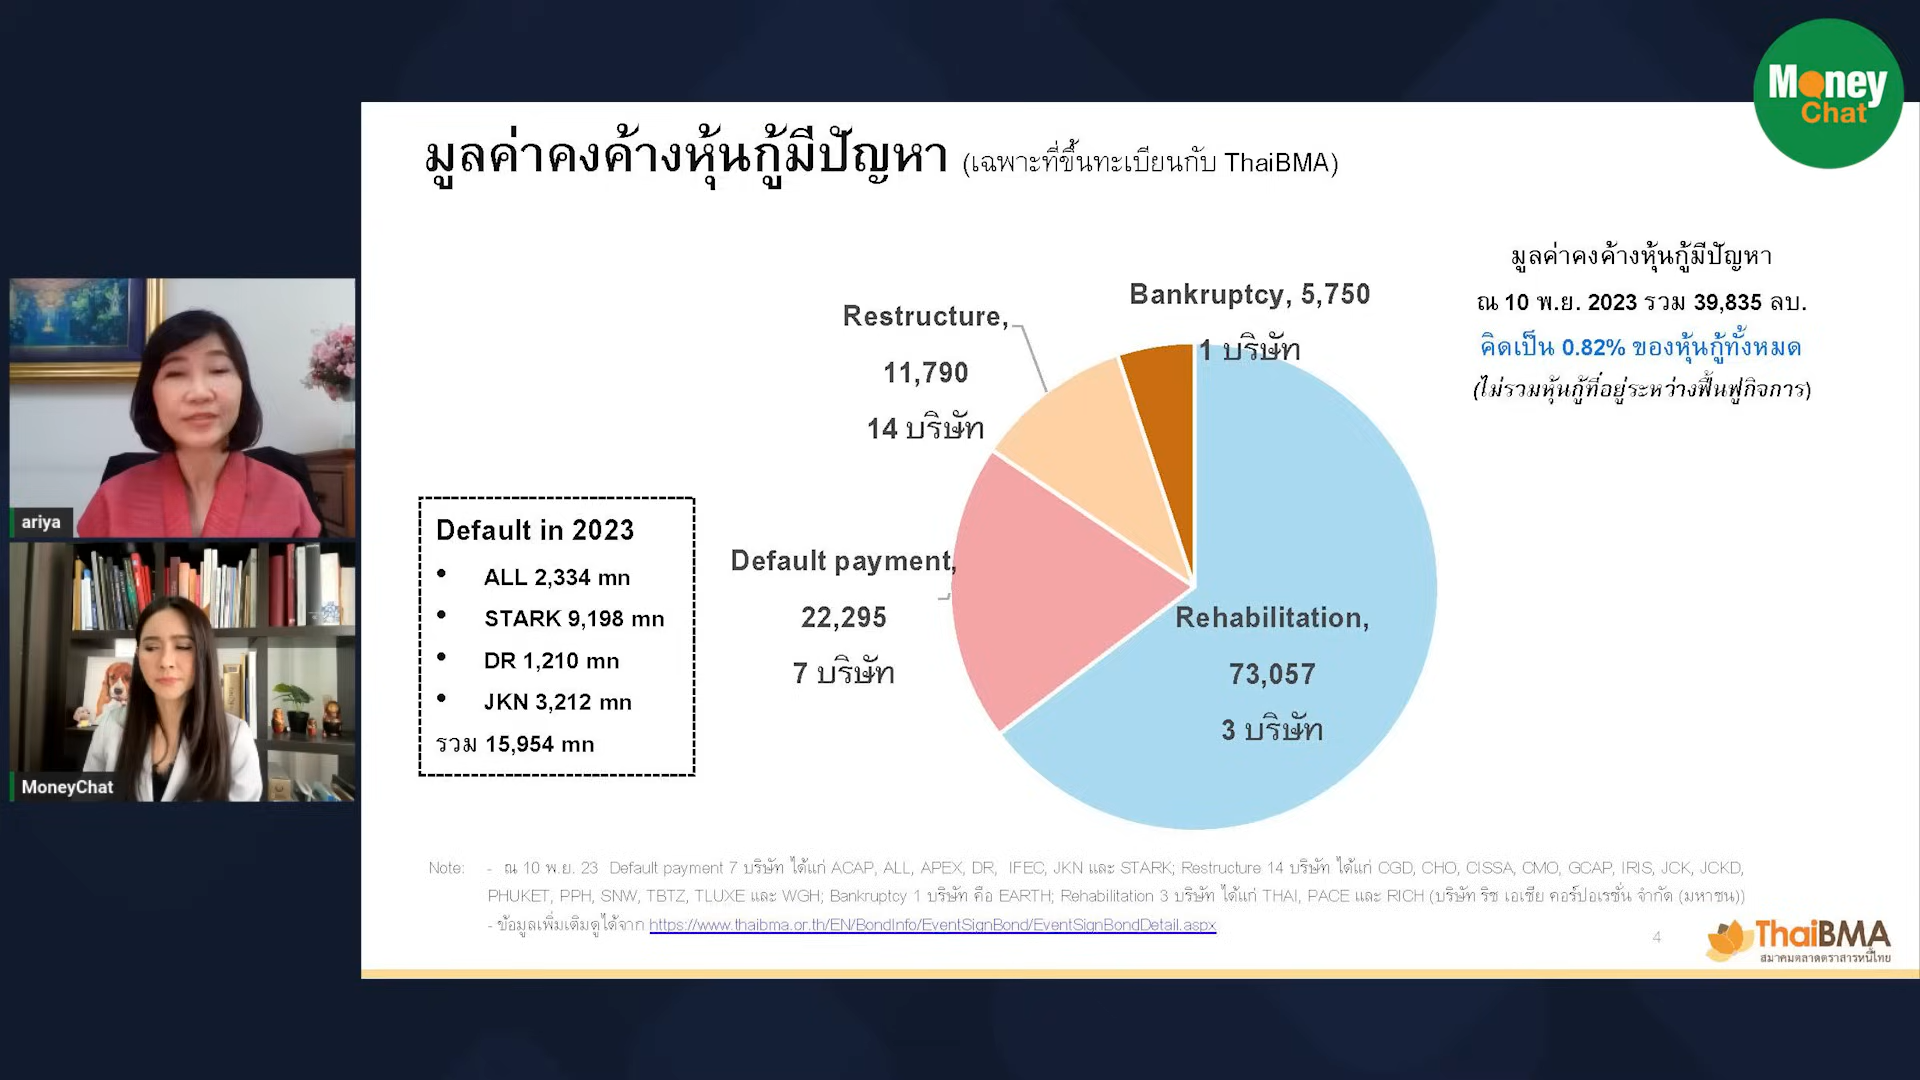 Money
Chat
มูลค่าคงค้างหุ้นกู้มีปัญหา (เฉพาะที่ขึ้นทะเบียนกับ ThaiBMA)
มูลค่าคงค้างหุ้นกู้มีปัญหา
ณ 10 พ.ย. 2023 รวม 39,835 ลบ.
คิดเป็น 0.82% ของหุ้นกู้ทั้งหมด
(ไม่รวมหุ้นกู้ที่อยู่ระหว่างฟื้นฟูกิจการ)
Bankruptcy, 5,750
1 บริษัท
Restructure,
11,790
14 บริษัท
Default payment,
22,295
7 บริษัท
Rehabilitation,
73,057
3 บริษัท
Default in 2023
• ALL 2,334 mn
• STARK 9,198 mn
• DR 1,210 mn
• JKN 3,212 mn
รวม 15,954 mn
ariya
MoneyChat
Note: - ณ 10 พ.ย. 23 Default payment 7 บริษัท ได้แก่ ACAP, ALL, APEX, DR, IFEC, JKN และ STARK; Restructure 14 บริษัท ได้แก่ CGD, CHO, CISSA, CMO, GCAP, IRIS, JCK, JCKD,
PHUKET, PPH, SNW, TBTZ, TLUXE และ WGH; Bankruptcy 1 บริษัท คือ EARTH; Rehabilitation 3 บริษัท ได้แก่ THAI, PACE และ RICH (บริษัท ริช เอเชีย คอร์ปอเรชั่น จำกัด (มหาชน))
- ข้อมูลเพิ่มเติมดูได้จาก https://www.thaibma.or.th/EN/BondInfo/EventSignBond/EventSignBondDetail.aspx
4
ThaiBMA
สมาคมตลาดตราสารหนี้ไทย